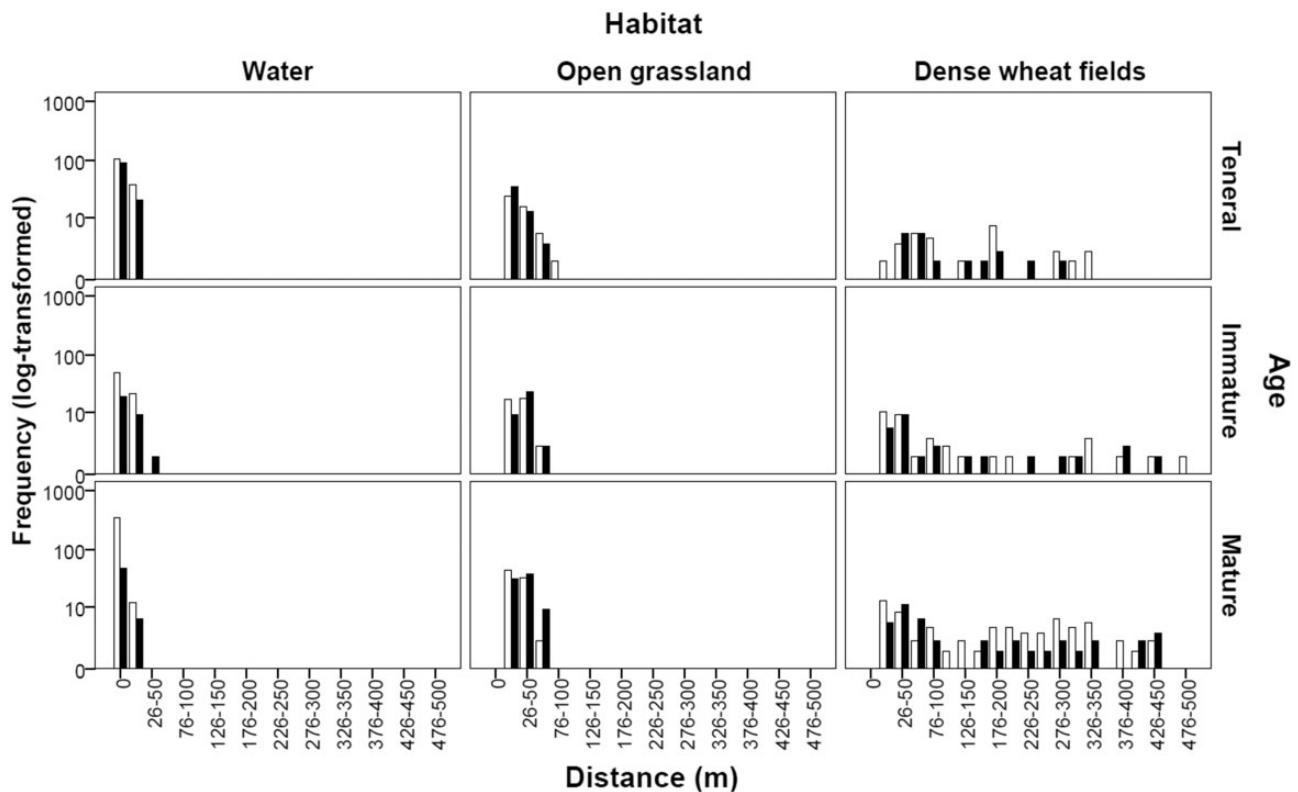 Habitat
Water Open grassland Dense wheat fields
Frequency (log-transformed)
1000
100
10
0
Teneral
1000
100
10
0
Immature
Age
1000
100
10
0
Mature
0 26-50 76-100 126-150 176-200 226-250 276-300 326-350 376-400 426-450 476-500
0 26-50 76-100 126-150 176-200 226-250 276-300 326-350 376-400 426-450 476-500
0 26-50 76-100 126-150 176-200 226-250 276-300 326-350 376-400 426-450 476-500
Distance (m)